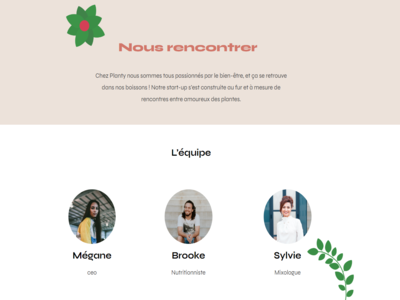 Nous rencontrer
Chez Planty nous sommes tous passionnés par le bien-être, et ça se retrouve
dans nos boissons ! Notre start-up s'est construite au fur et à mesure de
rencontres entre amoureux des plantes.
L'équipe
Mégane
Brooke
Sylvie
ceo
Nutritionniste
Mixologue